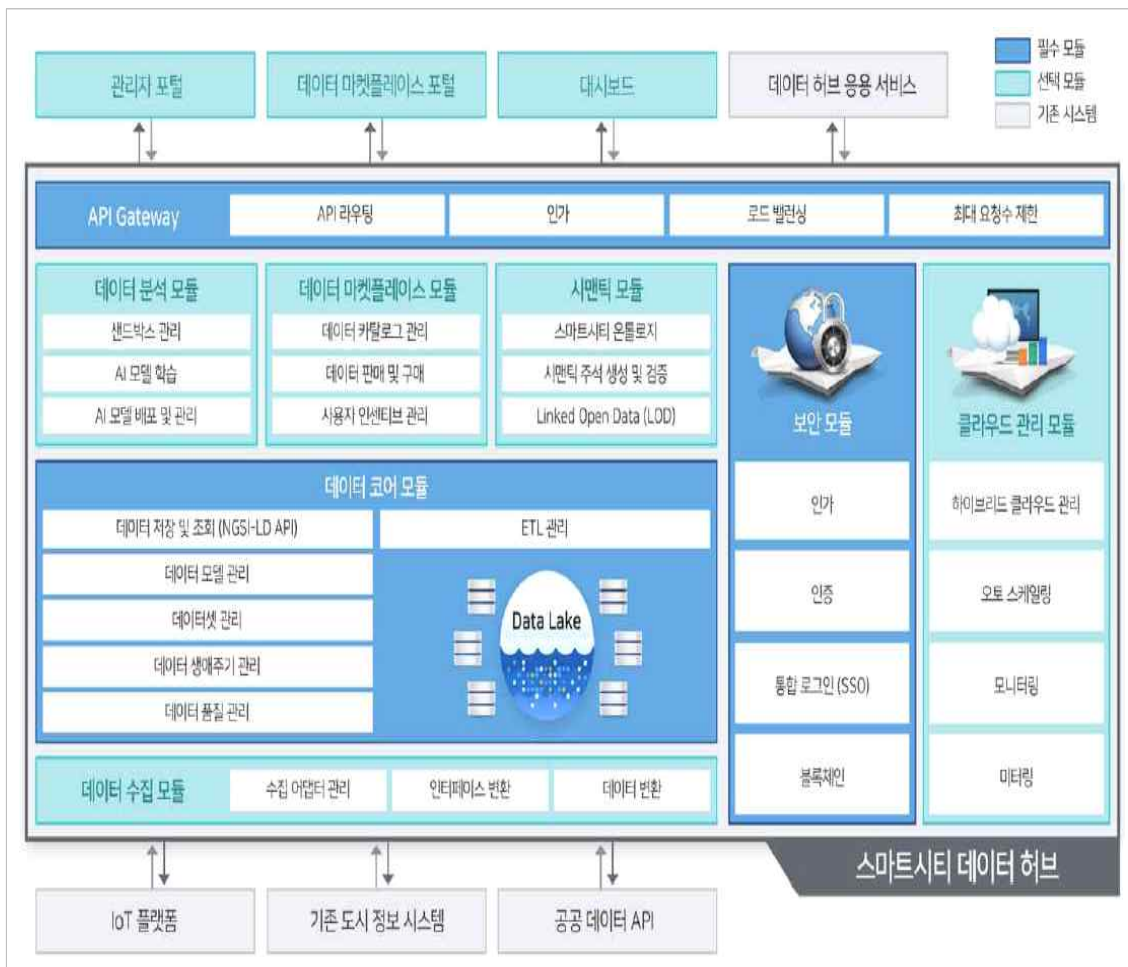 필수 모듈
선택 모듈
기존 시스템
관리자 포털
데이터 마켓플레이스 포털
대시보드
데이터 허브 응용 서비스
API Gateway
API 라우팅
인가
로드 밸런싱
최대 요청수 제한
데이터 분석 모듈
샌드박스 관리
AI 모델 학습
AI 모델 배포 및 관리
데이터 마켓플레이스 모듈
데이터 카탈로그 관리
데이터 판매 및 구매
사용자 인센티브 관리
시맨틱 모듈
스마트시티 온톨로지
시맨틱 주석 생성 및 검증
Linked Open Data (LOD)
데이터 코어 모듈
데이터 저장 및 조회 (NGSI-LD API)
ETL 관리
데이터 모델 관리
데이터셋 관리
데이터 생애주기 관리
데이터 품질 관리
Data Lake
데이터 수집 모듈
수집 어댑터 관리
인터페이스 변환
데이터 변환
보안 모듈
인가
인증
통합 로그인 (SSO)
블록체인
클라우드 관리 모듈
하이브리드 클라우드 관리
오토 스케일링
모니터링
미터링
스마트시티 데이터 허브
IoT 플랫폼
기존 도시 정보 시스템
공공 데이터 API